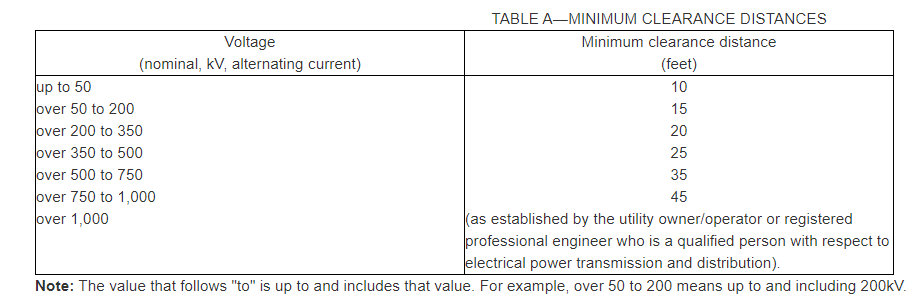 TABLE A—MINIMUM CLEARANCE DISTANCES
Voltage
(nominal, kV, alternating current)
Minimum clearance distance
(feet)
up to 50 10
over 50 to 200 15
over 200 to 350 20
over 350 to 500 25
over 500 to 750 35
over 750 to 1,000 45
over 1,000 (as established by the utility owner/operator or registered
professional engineer who is a qualified person with respect to
electrical power transmission and distribution).
Note: The value that follows "to" is up to and includes that value. For example, over 50 to 200 means up to and including 200kV.